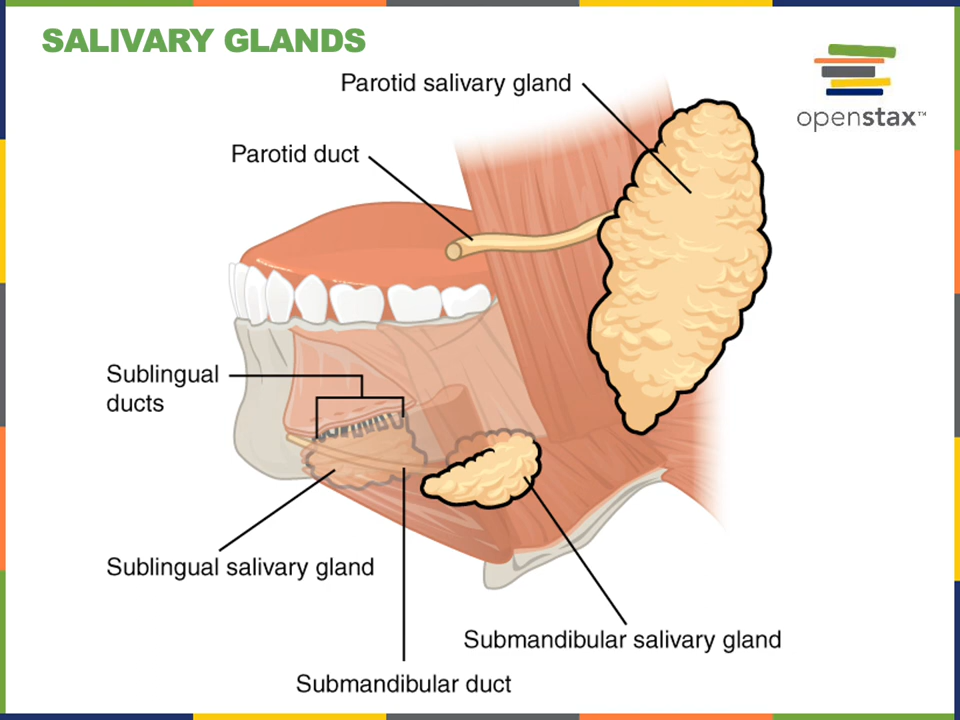 SALIVARY GLANDS
Parotid salivary gland
openstax™
Parotid duct
Sublingual
ducts
Sublingual salivary gland
Submandibular salivary gland
Submandibular duct